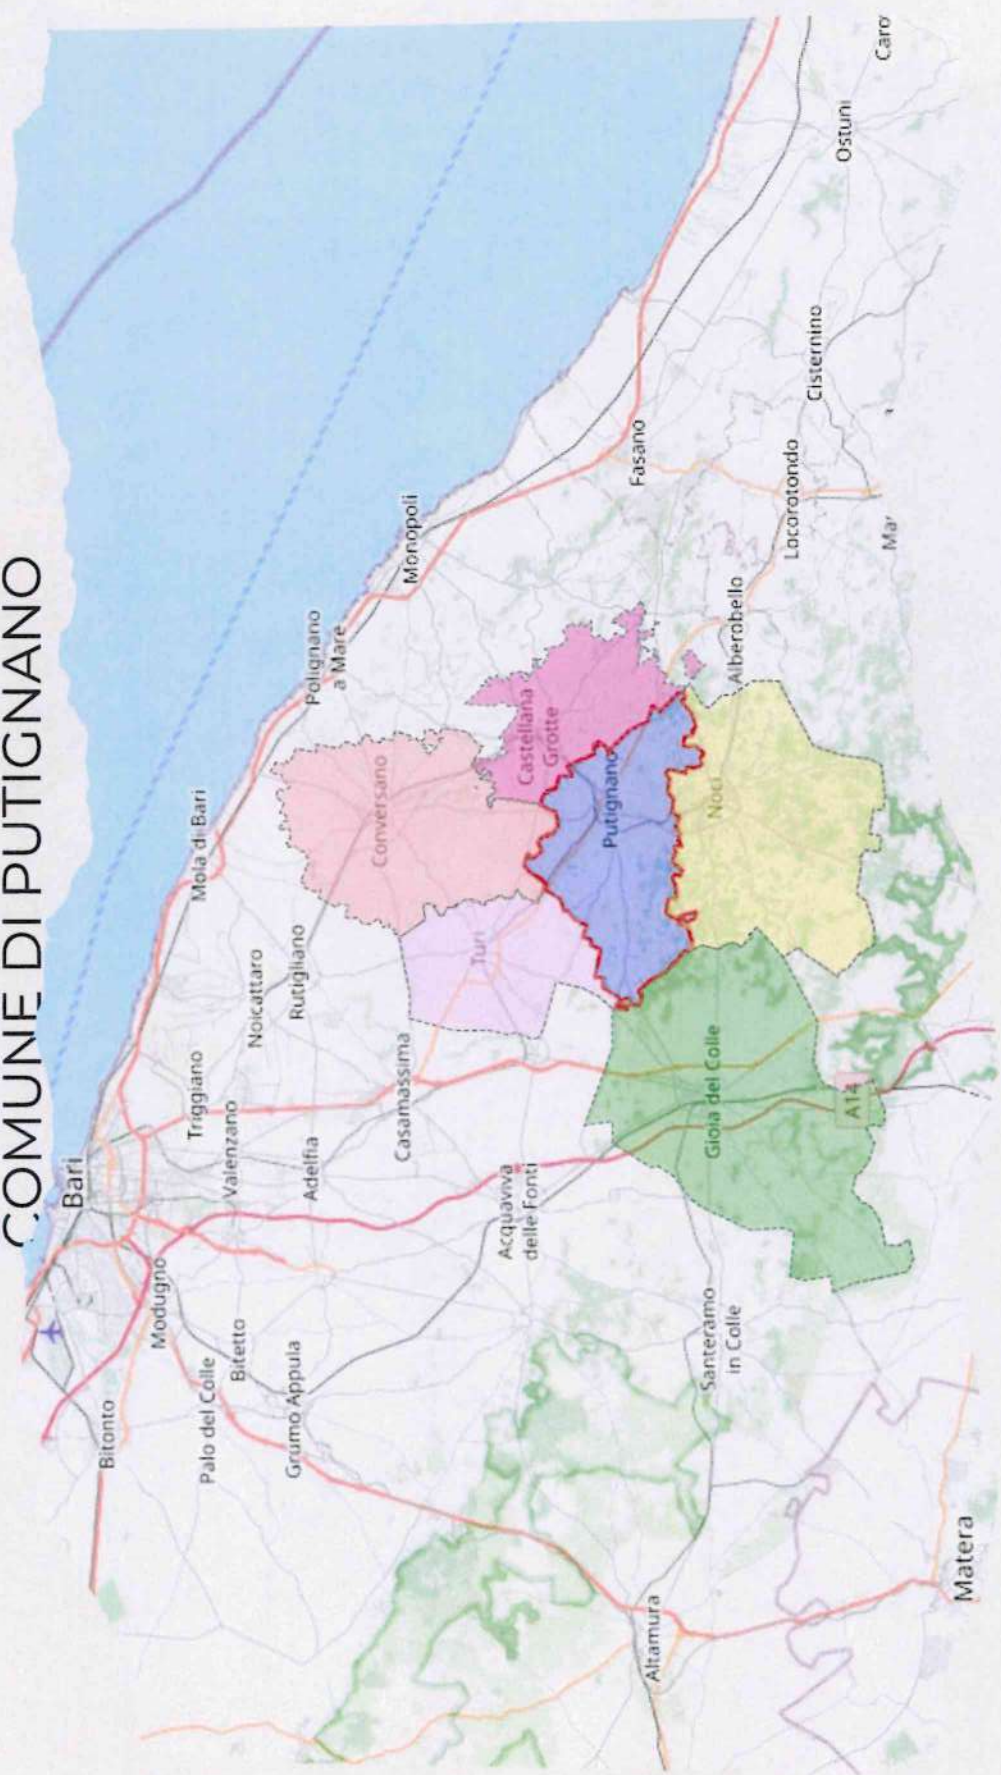 COMUNE DI PUTIGNANO
Bari
Bitonto
Modugno
Palo del Colle
Bitetto
Grumo Appula
Triggiano
Valenzano
Adelfia
Noicattaro
Rutigliano
Mola di Bari
Polignano
a Mare
Conversano
Casamassima
Turi
Acquaviva
delle Fonti
Monopoli
Castellana
Grotte
Putignano
Noci
Gioia del Colle
A14
Santeramo
in Colle
Altamura
Matera
Alberobello
Fasano
Locorotondo
Cisternino
Ostuni
Caro
Mar